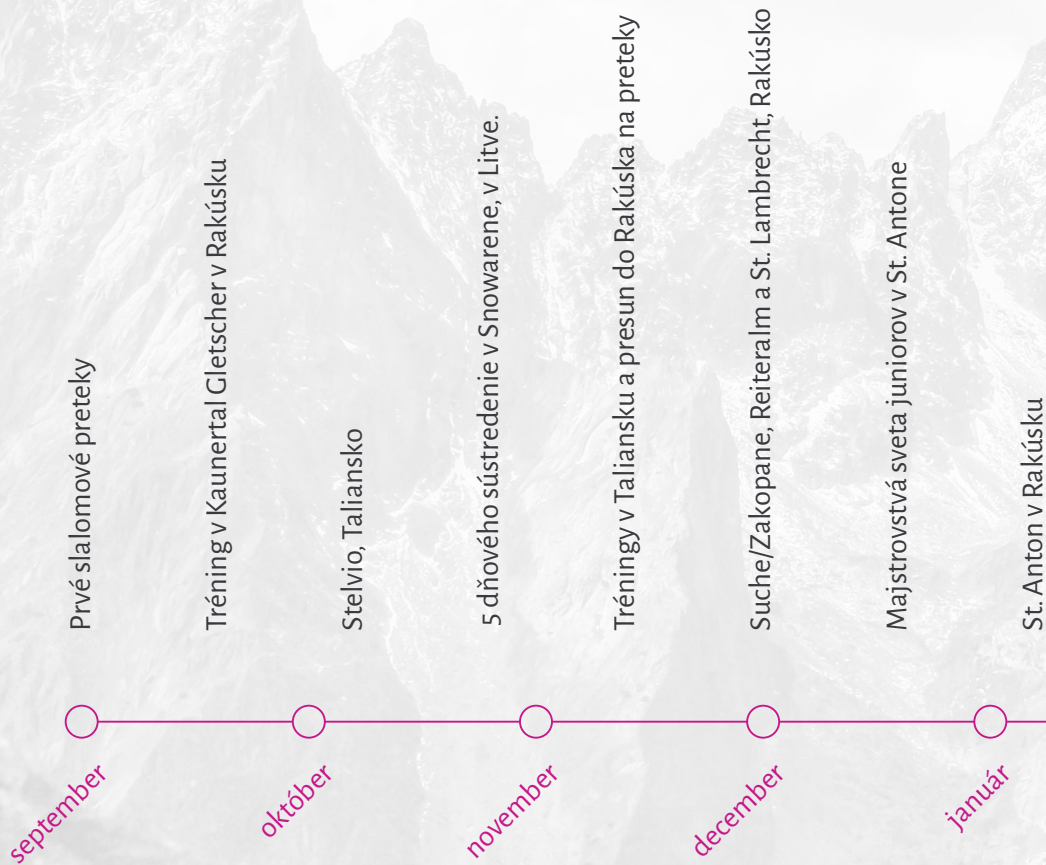 Prvé slalomové preteky
Tréning v Kaunertal Gletscher v Rakúsku
Stelvio, Taliansko
5 dňového sústredenie v Snowarene, v Litve.
Tréningy v Taliansku a presun do Rakúska na preteky
Suche/Zakopane, Reiteralm a St. Lambrecht, Rakúsko
Majstrovstvá sveta juniorov v St. Antone
St. Anton v Rakúsku
september
október
november
december
január